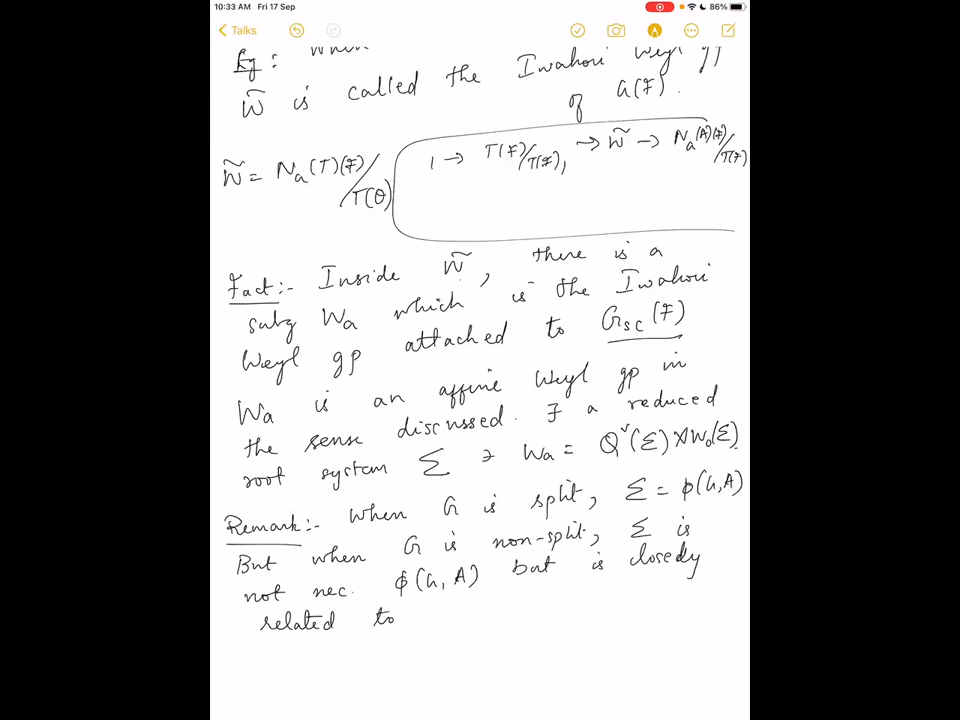 10:33 AM Fri 17 Sep
86%
Talks
Eg: When
W̃ is called the Iwahori Weyl gp
of G(F).
W̃ = N_G(T)(F)/T(O)
1 → T(F)/T(F)₁ → W̃ → N_G(A)(F)/T(F)
Fact:- Inside W̃, there is a
subg Wa which is the Iwahori
Weyl gp attached to G_sc(F)
Wa is an affine Weyl gp in
the sense discussed. ∃ a reduced
root system Σ ∋ Wa = Q^∨(Σ) ⋊ W₀(Σ).
Remark:- When G is split, Σ = ϕ(G, A)
But when G is non-split, Σ is
not nec. ϕ(G, A) but is closedly
related to